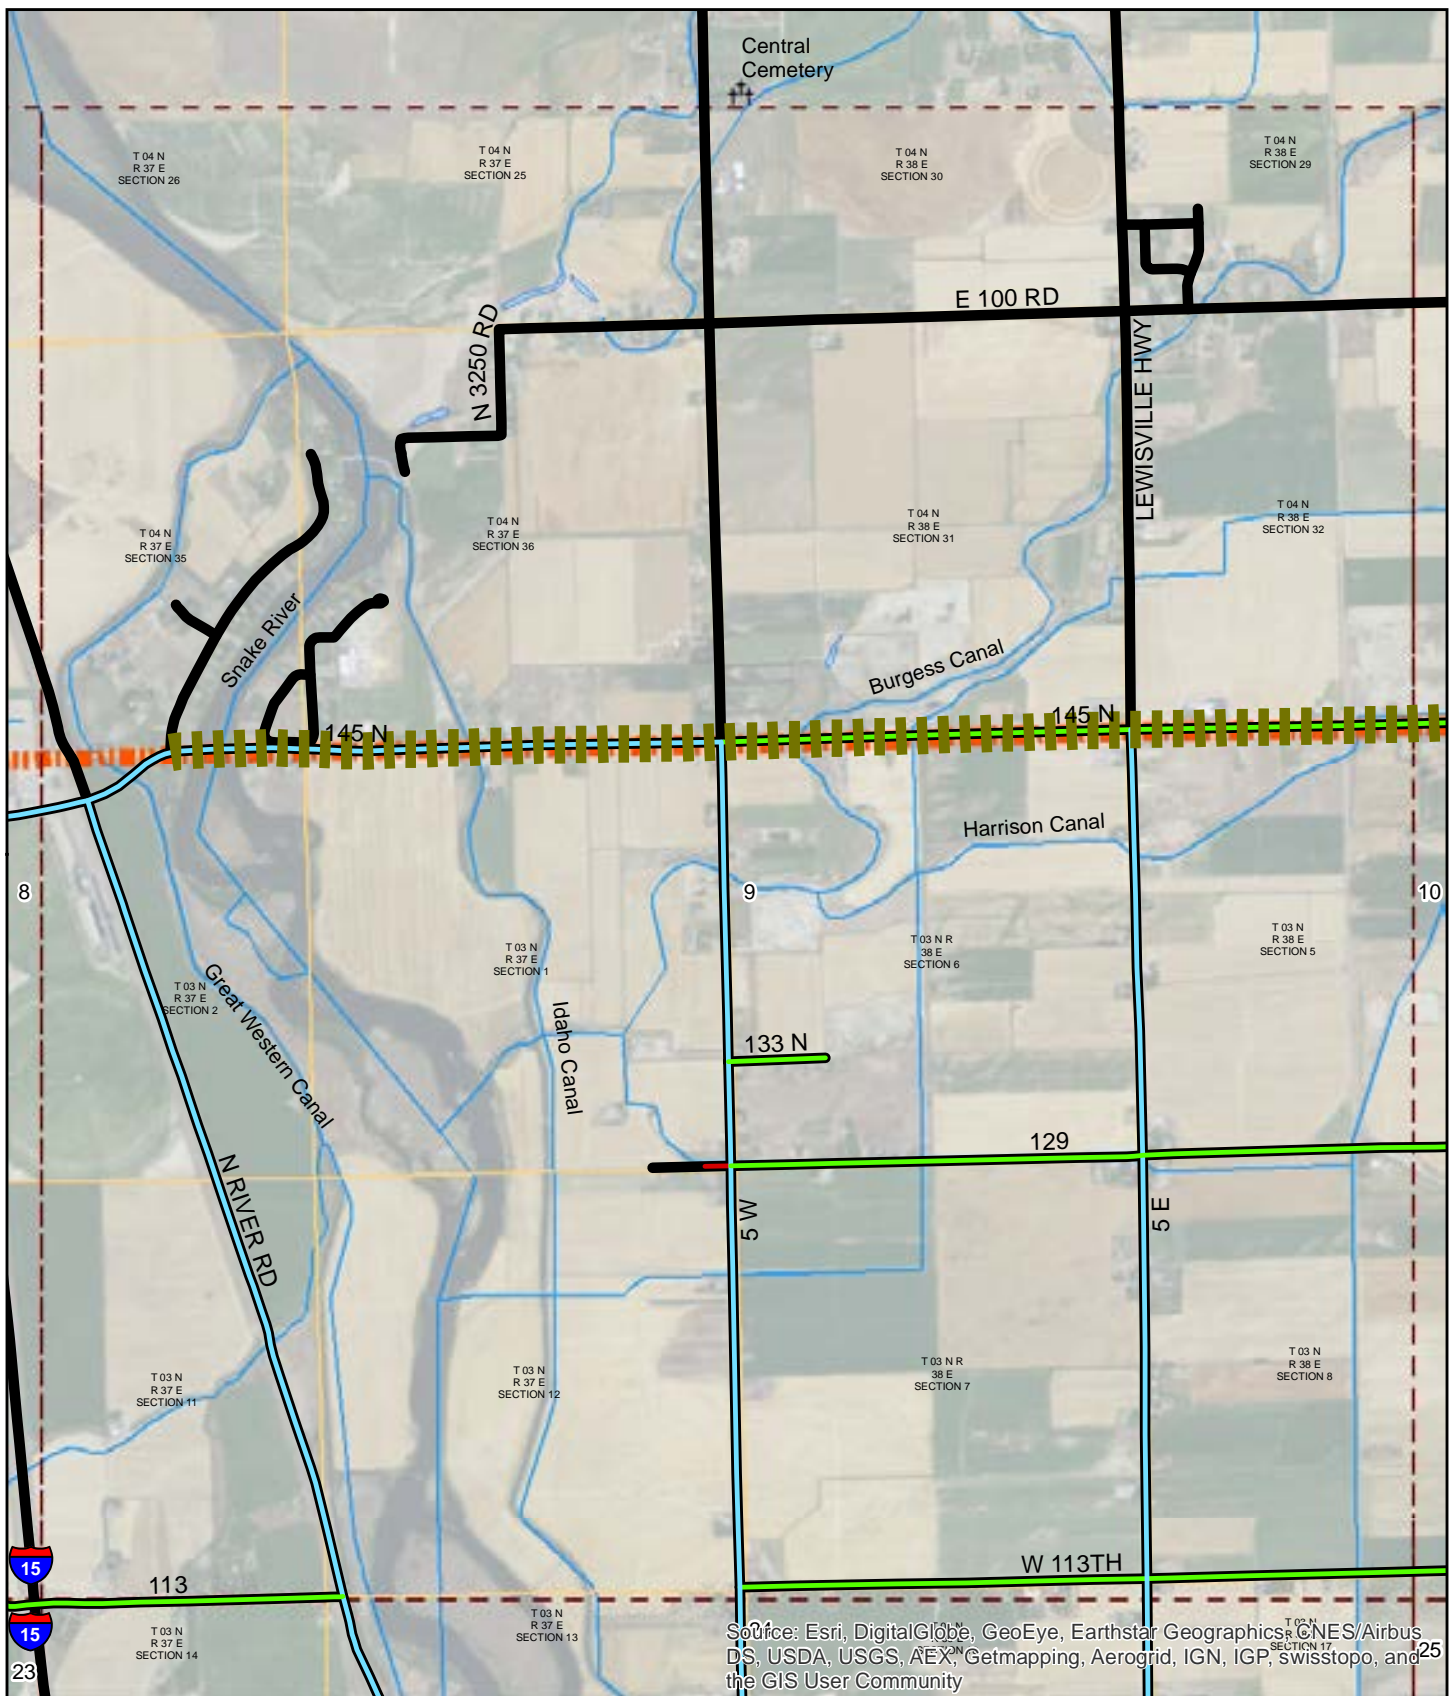 Central
Cemetery
T 04 N
R 37 E
SECTION 26
T 04 N
R 37 E
SECTION 25
T 04 N
R 38 E
SECTION 30
T 04 N
R 38 E
SECTION 29
E 100 RD
N 3250 RD
LEWISVILLE HWY
T 04 N
R 37 E
SECTION 35
T 04 N
R 37 E
SECTION 36
T 04 N
R 38 E
SECTION 31
T 04 N
R 38 E
SECTION 32
Snake River
Burgess Canal
145 N
145 N
Harrison Canal
8
9
10
T 03 N
R 37 E
SECTION 2
T 03 N
R 37 E
SECTION 1
T 03 N R
38 E
SECTION 6
T 03 N
R 38 E
SECTION 5
Great Western Canal
Idaho Canal
133 N
129
N RIVER RD
5 W
5 E
T 03 N
R 37 E
SECTION 11
T 03 N
R 37 E
SECTION 12
T 03 N R
38 E
SECTION 7
T 03 N
R 38 E
SECTION 8
15
113
W 113TH
15
T 03 N
R 37 E
SECTION 14
T 03 N
R 37 E
SECTION 13
SECTION 17
23
25
Source: Esri, DigitalGlobe, GeoEye, Earthstar Geographics, CNES/Airbus
DS, USDA, USGS, AEX, Getmapping, Aerogrid, IGN, IGP, swisstopo, and
the GIS User Community